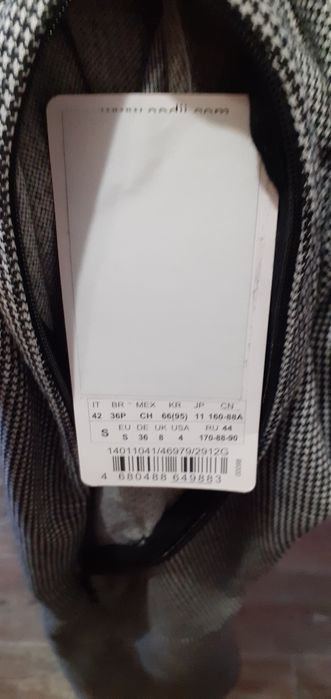 IT BR MEX KR JP CN
42 36P CH 66(95) 11 160-88A
S EU DE UK USA RU 44
S 36 8 4 170-88-90
14011041/46979/2912G
4 680488 649883